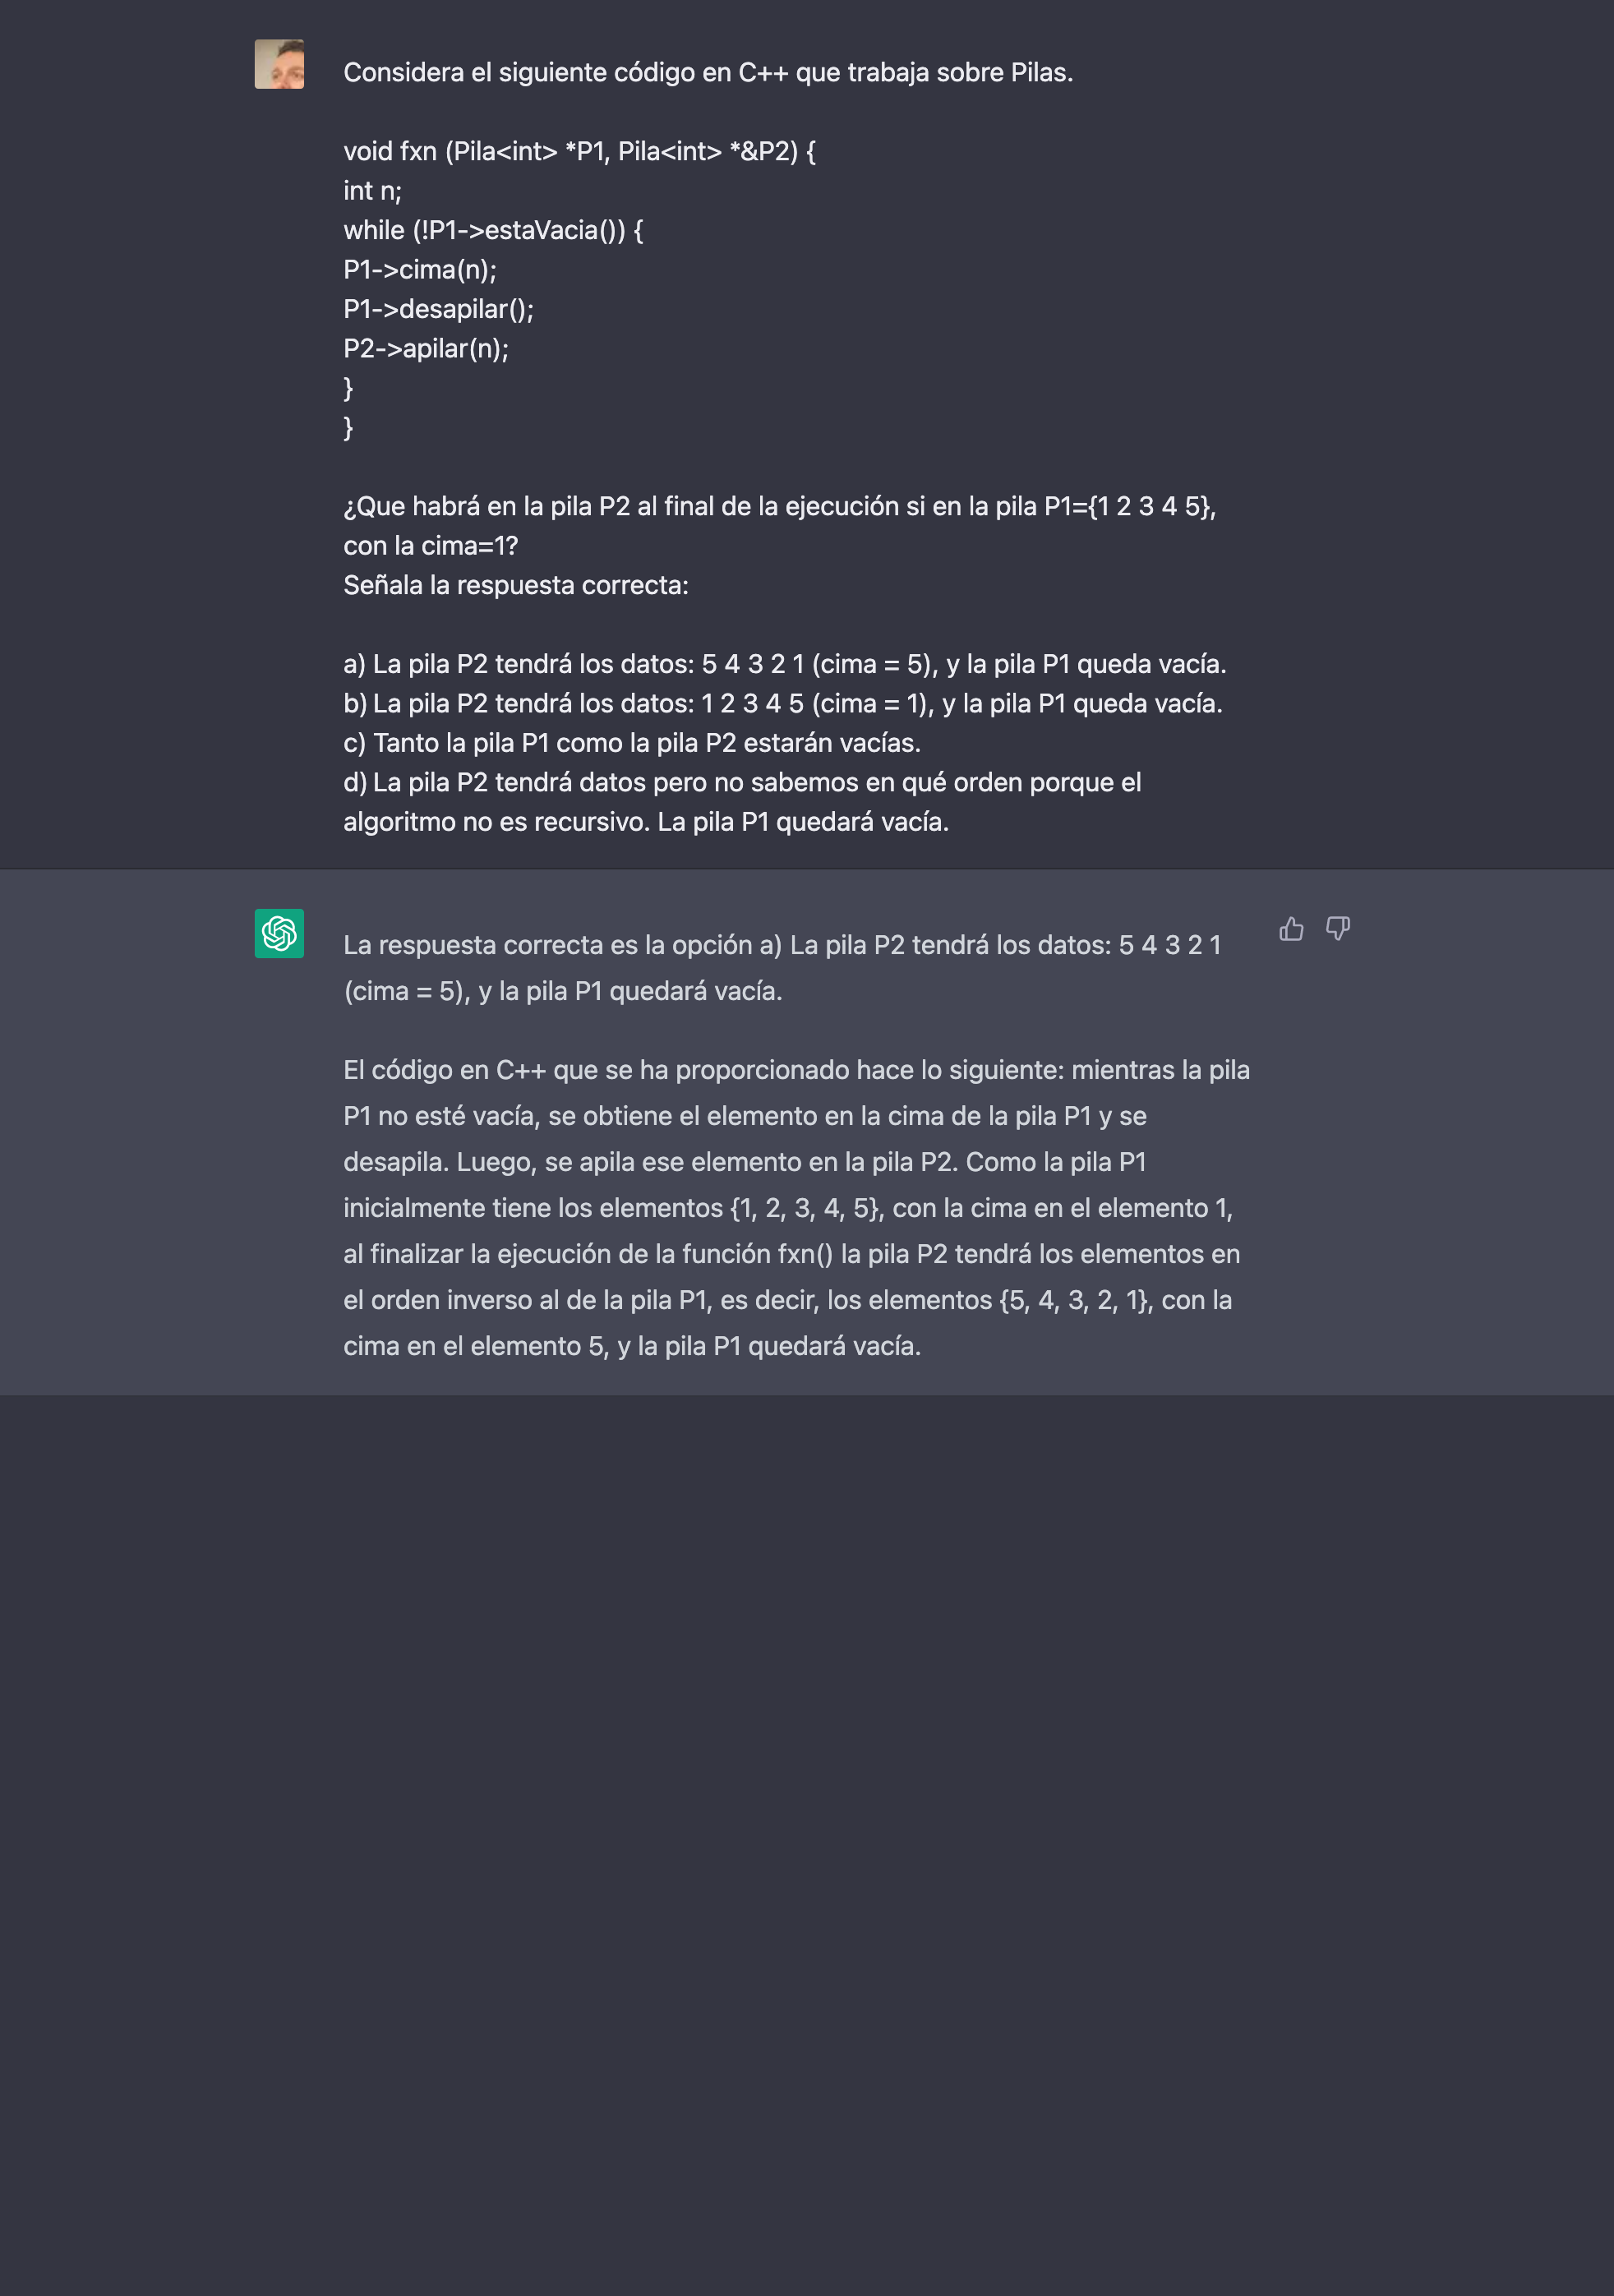 Considera el siguiente código en C++ que trabaja sobre Pilas.
void fxn (Pila<int> *P1, Pila<int> *&P2) {
int n;
while (!P1->estaVacia()) {
P1->cima(n);
P1->desapilar();
P2->apilar(n);
}
}
¿Que habrá en la pila P2 al final de la ejecución si en la pila P1={1 2 3 4 5},
con la cima=1?
Señala la respuesta correcta:
a) La pila P2 tendrá los datos: 5 4 3 2 1 (cima = 5), y la pila P1 queda vacía.
b) La pila P2 tendrá los datos: 1 2 3 4 5 (cima = 1), y la pila P1 queda vacía.
c) Tanto la pila P1 como la pila P2 estarán vacías.
d) La pila P2 tendrá datos pero no sabemos en qué orden porque el
algoritmo no es recursivo. La pila P1 quedará vacía.
La respuesta correcta es la opción a) La pila P2 tendrá los datos: 5 4 3 2 1
(cima = 5), y la pila P1 quedará vacía.
El código en C++ que se ha proporcionado hace lo siguiente: mientras la pila
P1 no esté vacía, se obtiene el elemento en la cima de la pila P1 y se
desapila. Luego, se apila ese elemento en la pila P2. Como la pila P1
inicialmente tiene los elementos {1, 2, 3, 4, 5}, con la cima en el elemento 1,
al finalizar la ejecución de la función fxn() la pila P2 tendrá los elementos en
el orden inverso al de la pila P1, es decir, los elementos {5, 4, 3, 2, 1}, con la
cima en el elemento 5, y la pila P1 quedará vacía.